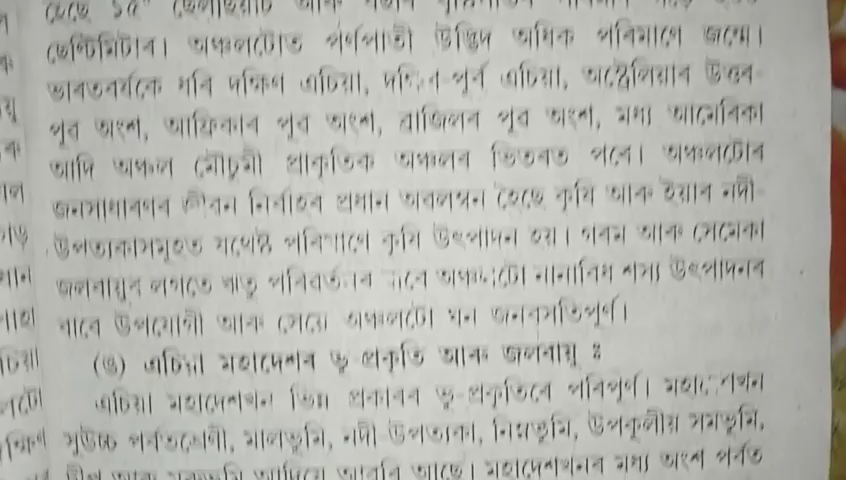 ছেণ্টিমিটাৰ। অঞ্চলটোত পৰ্ণপাতী উদ্ভিদ অধিক পৰিমাণে জন্মে।
ভাৰতবৰ্ষকে ধৰি দক্ষিণ এচিয়া, দক্ষিণ-পূৰ্ব এচিয়া, অষ্ট্ৰেলিয়াৰ উত্তৰ-
পূব অংশ, আফ্ৰিকাৰ পূব অংশ, ব্ৰাজিলৰ পূব অংশ, মধ্য আমেৰিকা
আদি অঞ্চল মৌচুমী প্ৰাকৃতিক অঞ্চলৰ ভিতৰত পৰে। অঞ্চলটোৰ
জনসাধাৰণৰ জীৱন নিৰ্বাহৰ প্ৰধান অৱলম্বন হৈছে কৃষি আৰু ইয়াৰ নদী
উপত্যকাসমূহত যথেষ্ট পৰিমাণে কৃষি উৎপাদন হয়। গৰম আৰু সেমেকা
জলবায়ুৰ লগতে ঋতু পৰিবৰ্তনৰ বাবে অঞ্চলটো নানাবিধ শস্য উৎপাদনৰ
বাবে উপযোগী আৰু সেয়ে অঞ্চলটো ঘন জনবসতিপূৰ্ণ।
(ঙ) এচিয়া মহাদেশৰ ভূ-প্ৰকৃতি আৰু জলবায়ু ঃ
এচিয়া মহাদেশখন ভিন্ন প্ৰকাৰৰ ভূ-প্ৰকৃতিৰে পৰিপূৰ্ণ। মহাদেশখন
সুউচ্চ পৰ্বতশ্ৰেণী, মালভূমি, নদী উপত্যকা, নিম্নভূমি, উপকূলীয় সমভূমি,
আছে। মহাদেশখনৰ মধ্য অংশ পৰ্বত